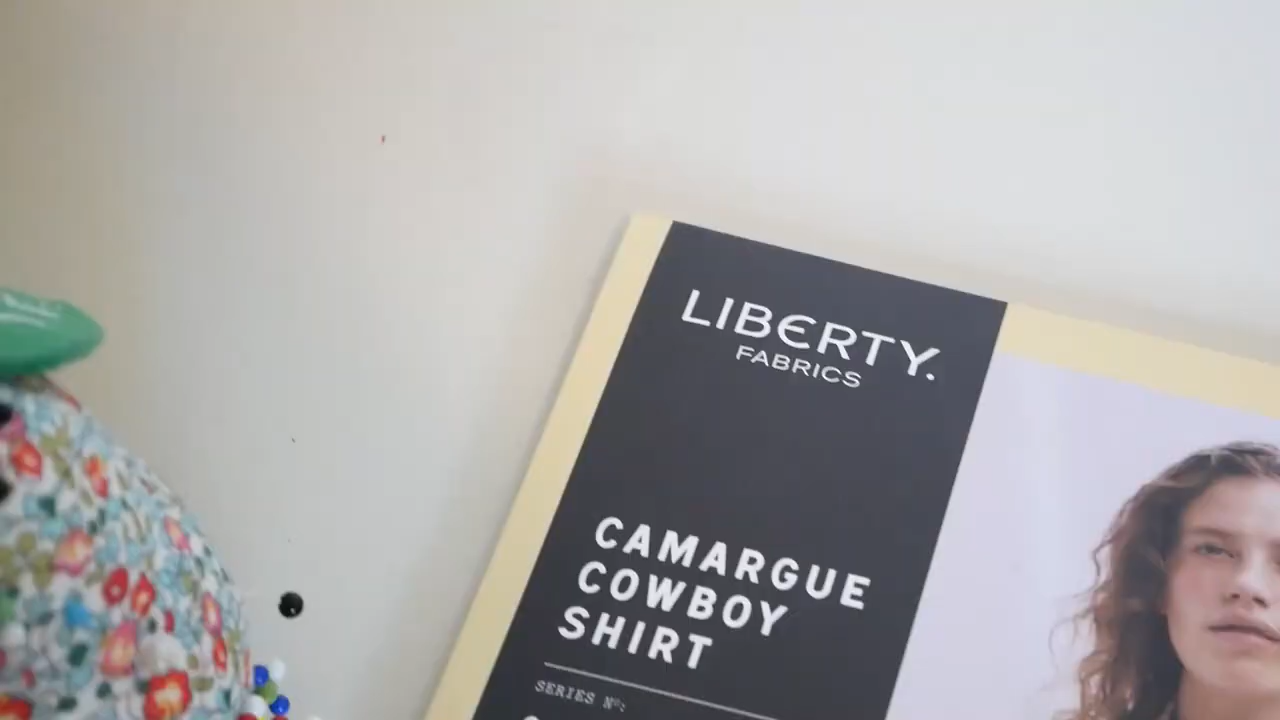 LIBERTY.
FABRICS
CAMARGUE
COWBOY
SHIRT
SERIES Nº: